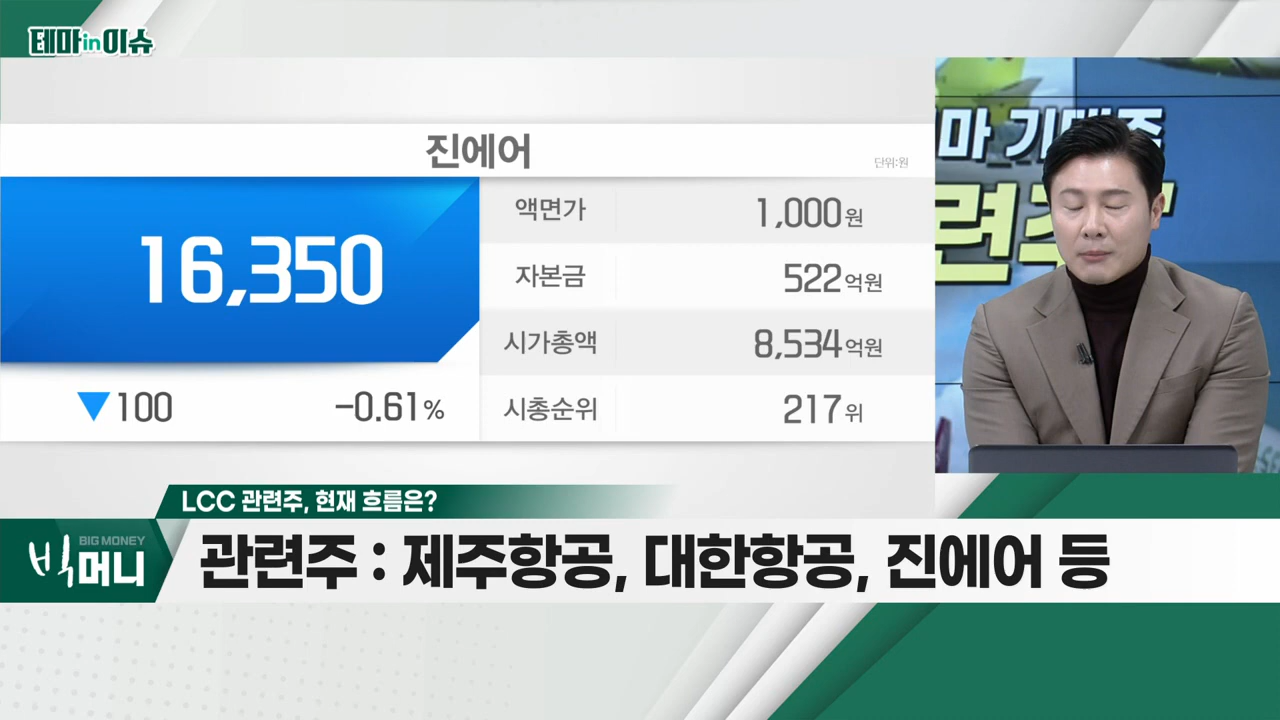 테마in이슈
진에어
단위:원
16,350
▼100 -0.61%
액면가 1,000원
자본금 522억원
시가총액 8,534억원
시총순위 217위
LCC 관련주, 현재 흐름은?
BIG MONEY
빅머니
관련주 : 제주항공, 대한항공, 진에어 등